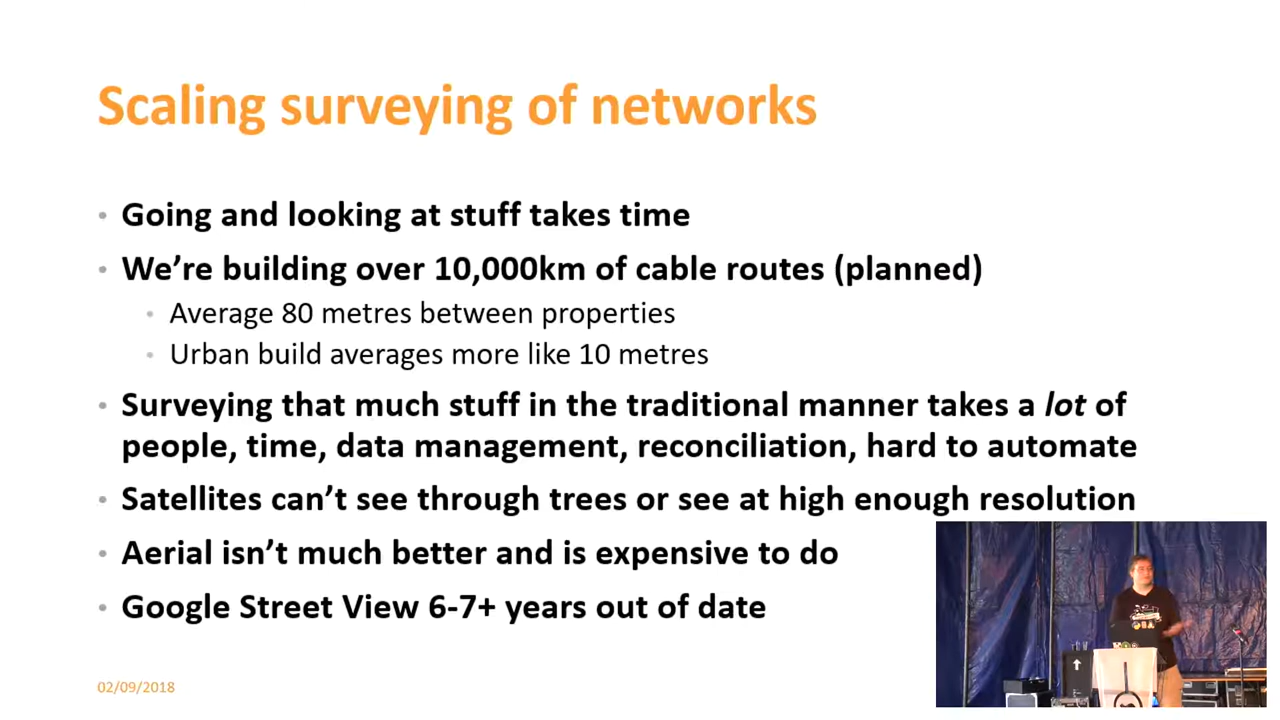 Scaling surveying of networks
• Going and looking at stuff takes time
• We're building over 10,000km of cable routes (planned)
• Average 80 metres between properties
• Urban build averages more like 10 metres
• Surveying that much stuff in the traditional manner takes a lot of
people, time, data management, reconciliation, hard to automate
• Satellites can't see through trees or see at high enough resolution
• Aerial isn't much better and is expensive to do
• Google Street View 6-7+ years out of date
02/09/2018